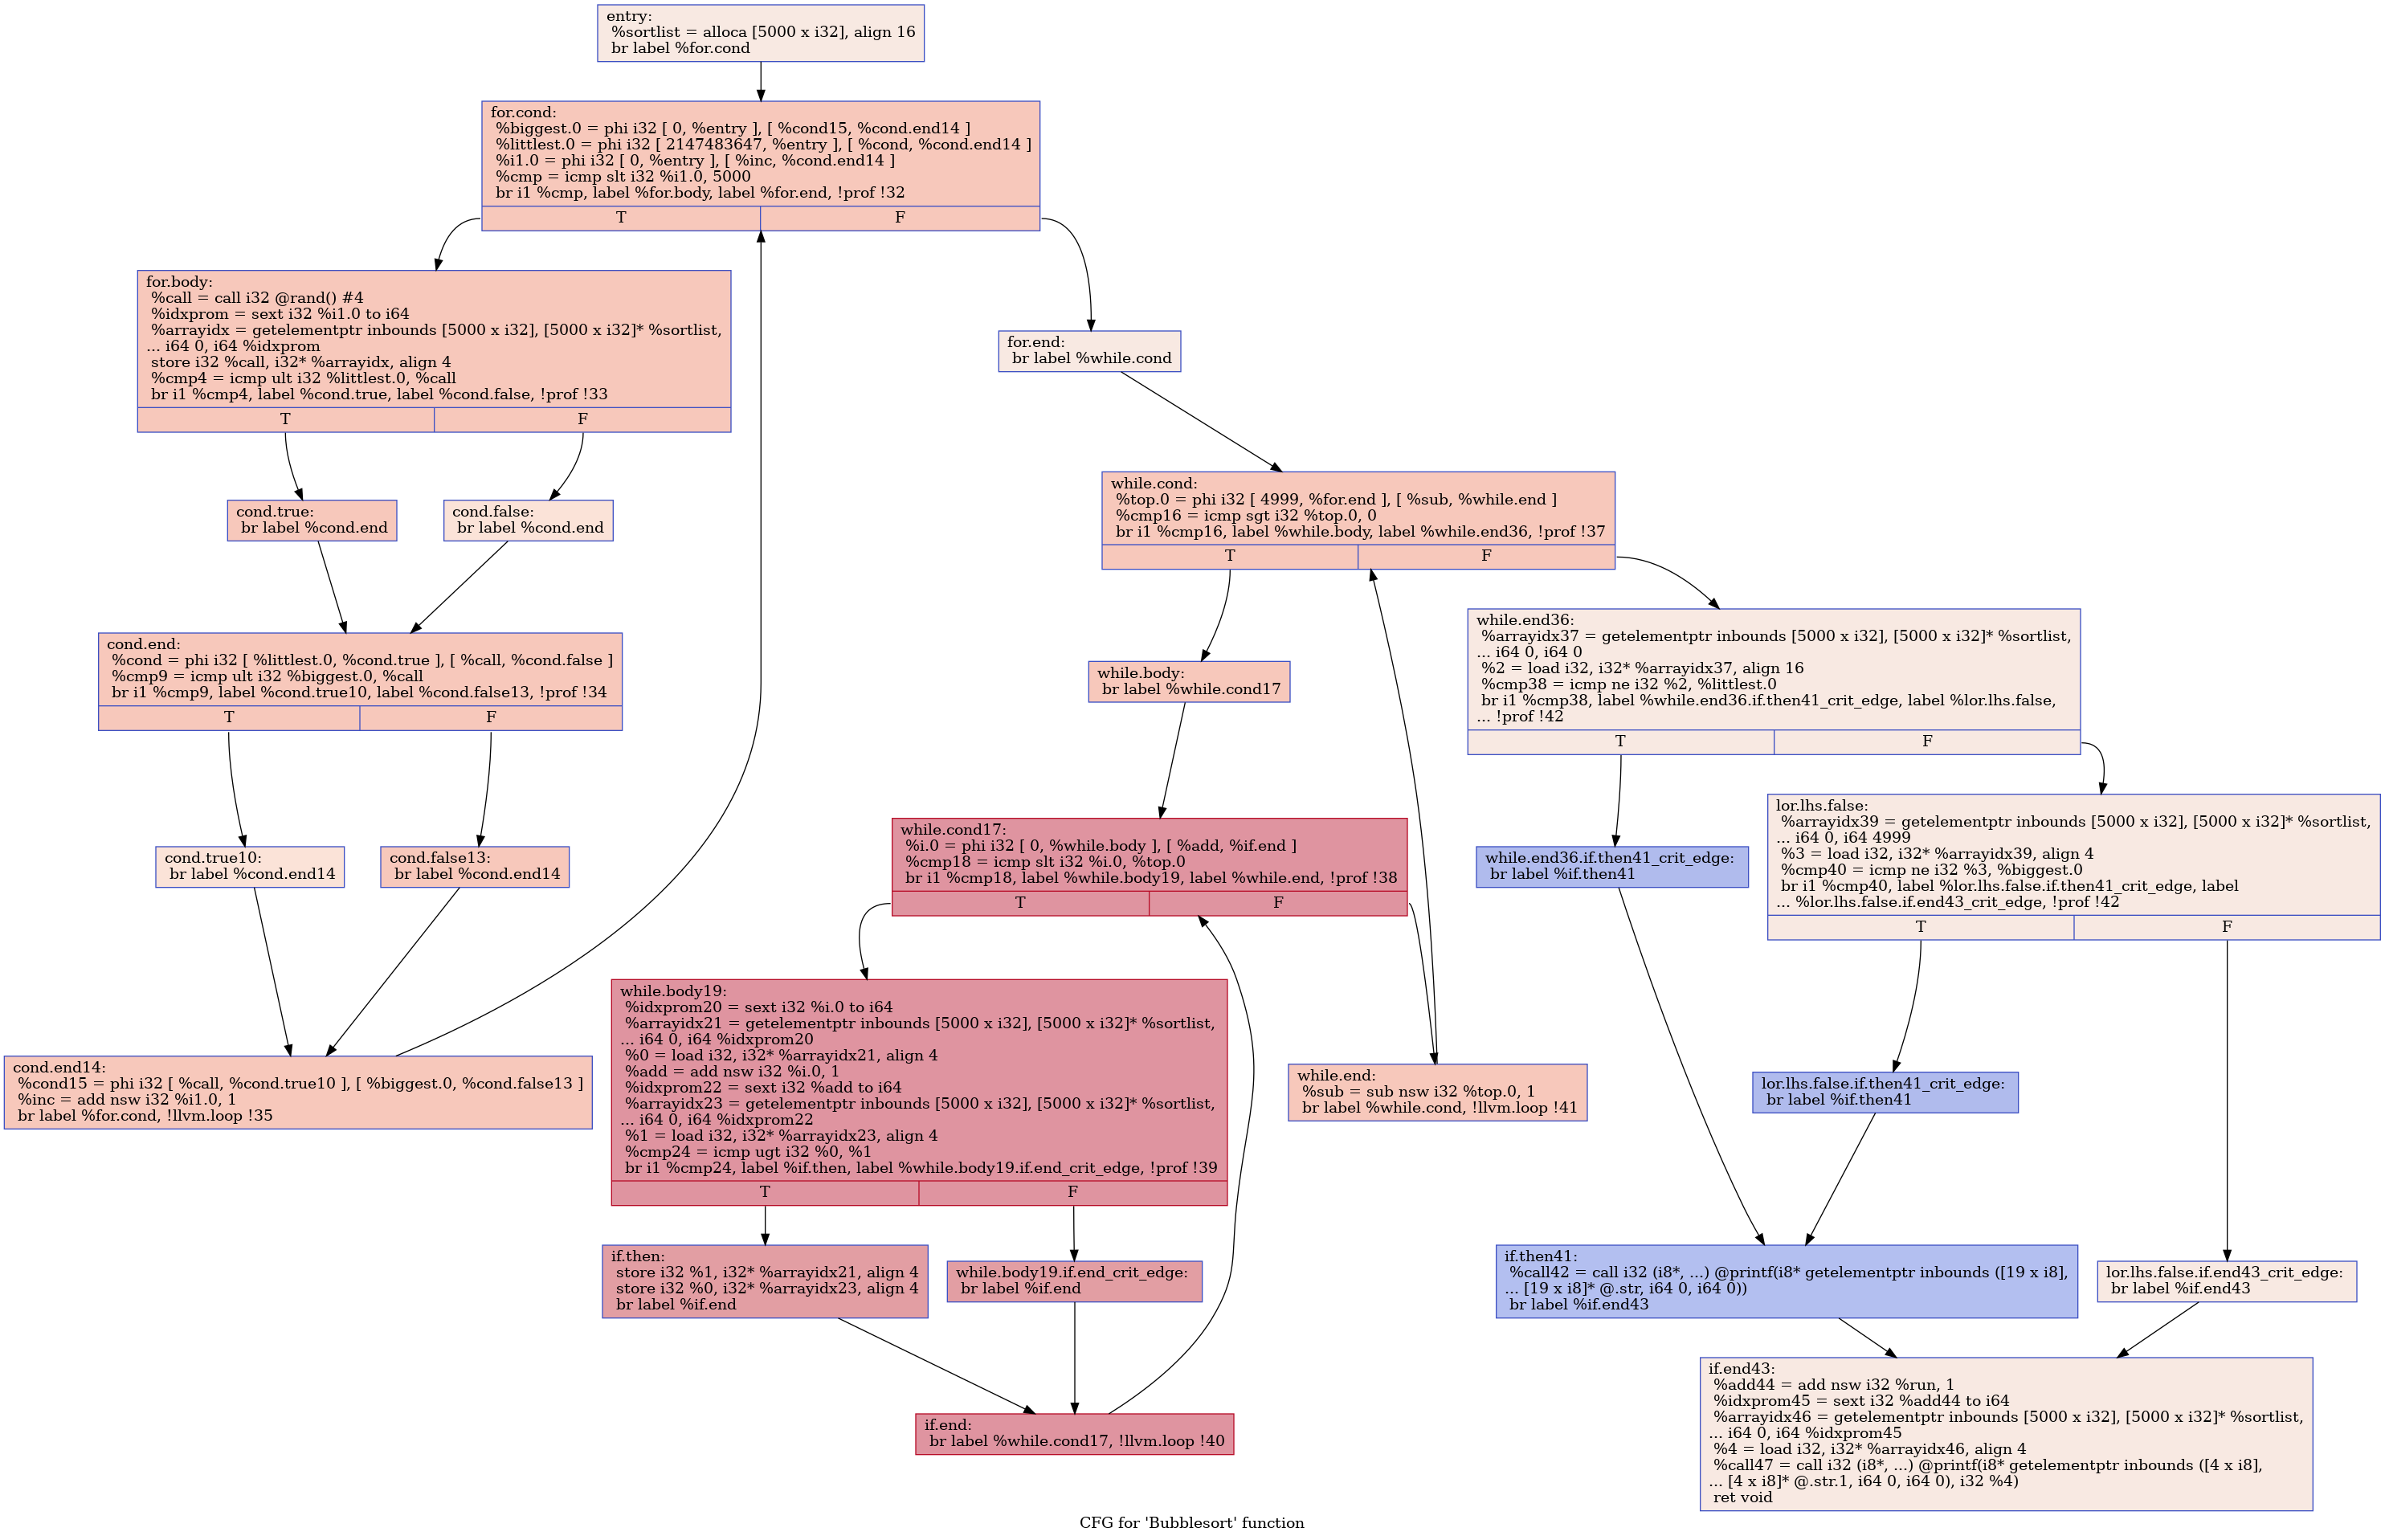 entry:
%sortlist = alloca [5000 x i32], align 16
br label %for.cond
for.cond:
%biggest.0 = phi i32 [ 0, %entry ], [ %cond15, %cond.end14 ]
%littlest.0 = phi i32 [ 2147483647, %entry ], [ %cond, %cond.end14 ]
%i1.0 = phi i32 [ 0, %entry ], [ %inc, %cond.end14 ]
%cmp = icmp slt i32 %i1.0, 5000
br i1 %cmp, label %for.body, label %for.end, !prof !32
T F
for.body:
%call = call i32 @rand() #4
%idxprom = sext i32 %i1.0 to i64
%arrayidx = getelementptr inbounds [5000 x i32], [5000 x i32]* %sortlist,
... i64 0, i64 %idxprom
store i32 %call, i32* %arrayidx, align 4
%cmp4 = icmp ult i32 %littlest.0, %call
br i1 %cmp4, label %cond.true, label %cond.false, !prof !33
T F
for.end:
br label %while.cond
cond.true:
br label %cond.end
cond.false:
br label %cond.end
while.cond:
%top.0 = phi i32 [ 4999, %for.end ], [ %sub, %while.end ]
%cmp16 = icmp sgt i32 %top.0, 0
br i1 %cmp16, label %while.body, label %while.end36, !prof !37
T F
cond.end:
%cond = phi i32 [ %littlest.0, %cond.true ], [ %call, %cond.false ]
%cmp9 = icmp ult i32 %biggest.0, %call
br i1 %cmp9, label %cond.true10, label %cond.false13, !prof !34
T F
while.body:
br label %while.cond17
while.end36:
%arrayidx37 = getelementptr inbounds [5000 x i32], [5000 x i32]* %sortlist,
... i64 0, i64 0
%2 = load i32, i32* %arrayidx37, align 16
%cmp38 = icmp ne i32 %2, %littlest.0
br i1 %cmp38, label %while.end36.if.then41_crit_edge, label %lor.lhs.false,
... !prof !42
T F
cond.true10:
br label %cond.end14
cond.false13:
br label %cond.end14
while.cond17:
%i.0 = phi i32 [ 0, %while.body ], [ %add, %if.end ]
%cmp18 = icmp slt i32 %i.0, %top.0
br i1 %cmp18, label %while.body19, label %while.end, !prof !38
T F
while.end36.if.then41_crit_edge:
br label %if.then41
lor.lhs.false:
%arrayidx39 = getelementptr inbounds [5000 x i32], [5000 x i32]* %sortlist,
... i64 0, i64 4999
%3 = load i32, i32* %arrayidx39, align 4
%cmp40 = icmp ne i32 %3, %biggest.0
br i1 %cmp40, label %lor.lhs.false.if.then41_crit_edge, label
... %lor.lhs.false.if.end43_crit_edge, !prof !42
T F
cond.end14:
%cond15 = phi i32 [ %call, %cond.true10 ], [ %biggest.0, %cond.false13 ]
%inc = add nsw i32 %i1.0, 1
br label %for.cond, !llvm.loop !35
while.body19:
%idxprom20 = sext i32 %i.0 to i64
%arrayidx21 = getelementptr inbounds [5000 x i32], [5000 x i32]* %sortlist,
... i64 0, i64 %idxprom20
%0 = load i32, i32* %arrayidx21, align 4
%add = add nsw i32 %i.0, 1
%idxprom22 = sext i32 %add to i64
%arrayidx23 = getelementptr inbounds [5000 x i32], [5000 x i32]* %sortlist,
... i64 0, i64 %idxprom22
%1 = load i32, i32* %arrayidx23, align 4
%cmp24 = icmp ugt i32 %0, %1
br i1 %cmp24, label %if.then, label %while.body19.if.end_crit_edge, !prof !39
T F
while.end:
%sub = sub nsw i32 %top.0, 1
br label %while.cond, !llvm.loop !41
lor.lhs.false.if.then41_crit_edge:
br label %if.then41
if.then:
store i32 %1, i32* %arrayidx21, align 4
store i32 %0, i32* %arrayidx23, align 4
br label %if.end
while.body19.if.end_crit_edge:
br label %if.end
if.then41:
%call42 = call i32 (i8*, ...) @printf(i8* getelementptr inbounds ([19 x i8],
... [19 x i8]* @.str, i64 0, i64 0))
br label %if.end43
lor.lhs.false.if.end43_crit_edge:
br label %if.end43
if.end:
br label %while.cond17, !llvm.loop !40
if.end43:
%add44 = add nsw i32 %run, 1
%idxprom45 = sext i32 %add44 to i64
%arrayidx46 = getelementptr inbounds [5000 x i32], [5000 x i32]* %sortlist,
... i64 0, i64 %idxprom45
%4 = load i32, i32* %arrayidx46, align 4
%call47 = call i32 (i8*, ...) @printf(i8* getelementptr inbounds ([4 x i8],
... [4 x i8]* @.str.1, i64 0, i64 0), i32 %4)
ret void
CFG for 'Bubblesort' function